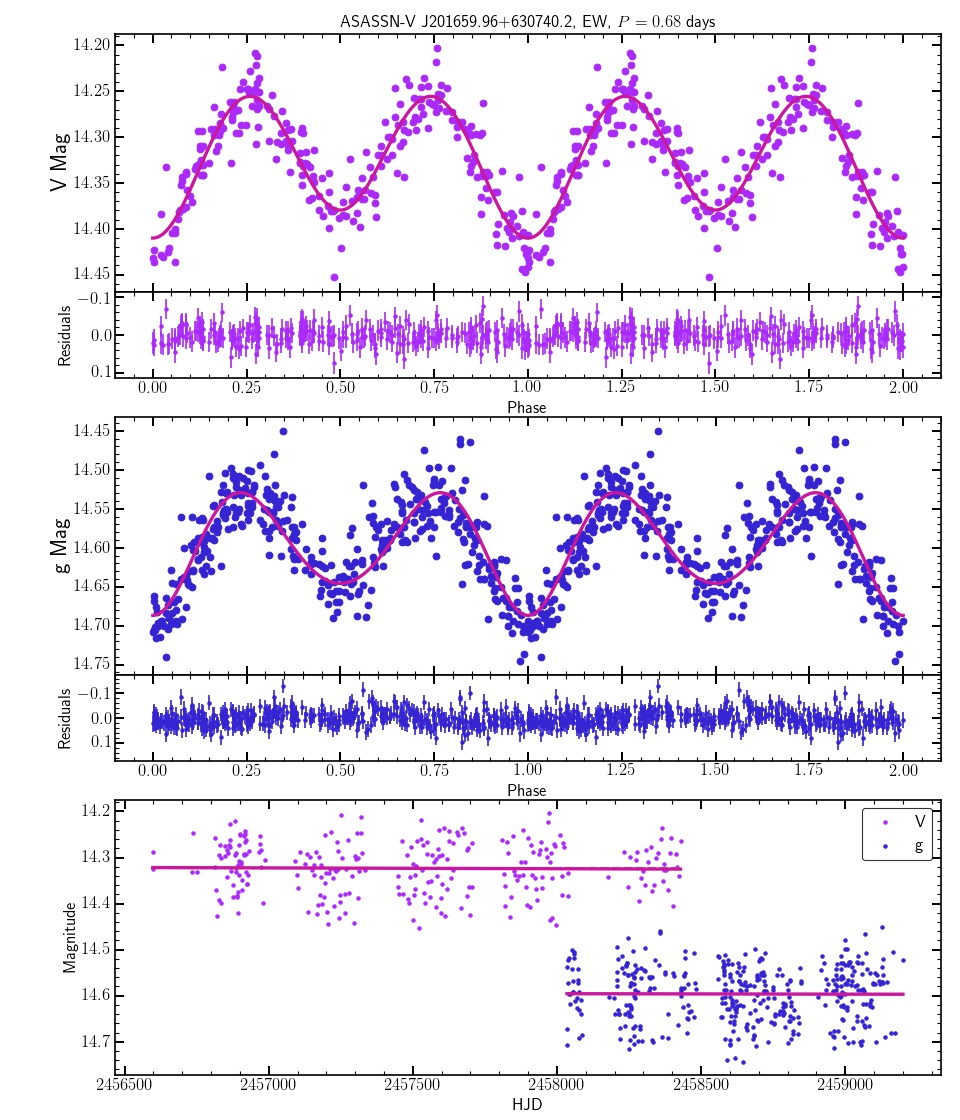 ASASSN-V J201659.96+630740.2, EW, P = 0.68 days
14.20
14.25
14.30
14.35
14.40
14.45
V Mag
−0.1
0.0
0.1
Residuals
0.00 0.25 0.50 0.75 1.00 1.25 1.50 1.75 2.00
Phase
14.45
14.50
14.55
14.60
14.65
14.70
14.75
g Mag
−0.1
0.0
0.1
Residuals
0.00 0.25 0.50 0.75 1.00 1.25 1.50 1.75 2.00
Phase
14.2
14.3
14.4
14.5
14.6
14.7
Magnitude
V
g
2456500 2457000 2457500 2458000 2458500 2459000
HJD